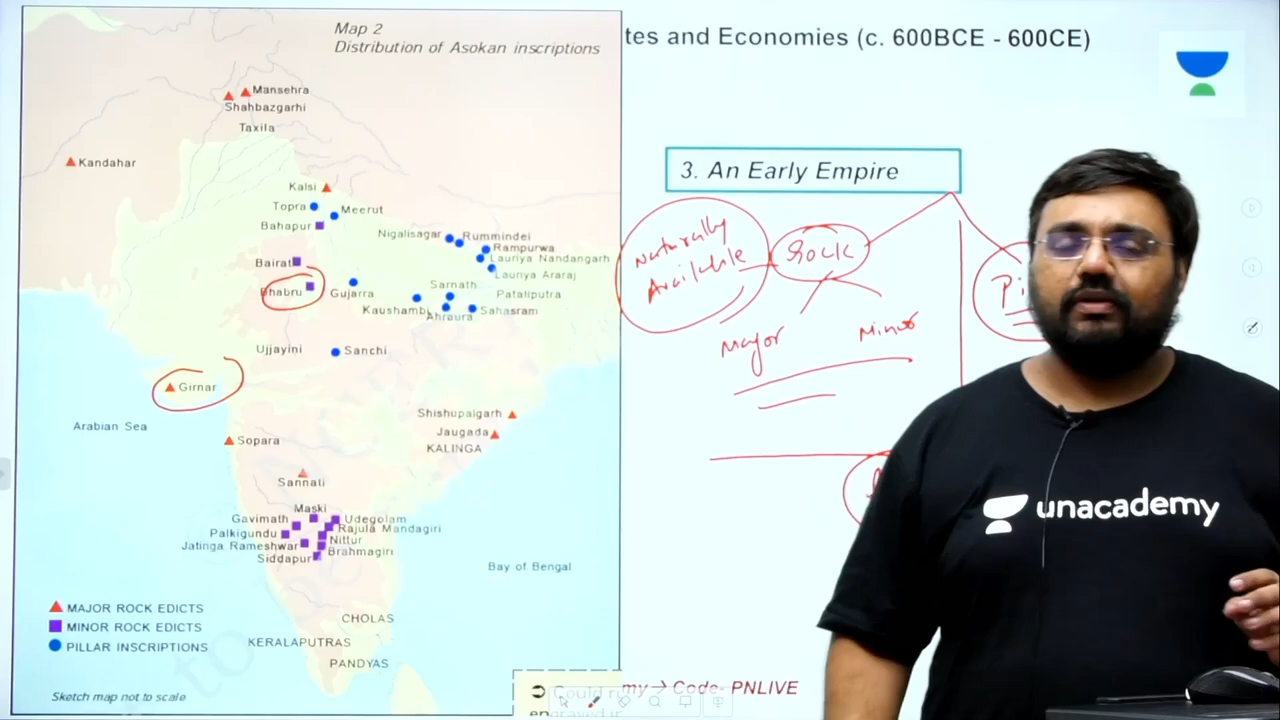 Map 2
Distribution of Asokan inscriptions
tes and Economies (c. 600BCE - 600CE)
Mansehra
Shahbazgarhi
Taxila
Kandahar
3. An Early Empire
Kalsi
Topra
Meerut
Bahapur
Nigalisagar
Rummindei
Rampurwa
Lauriya Nandangarh
Lauriya Araraj
Naturally
Available
Rock
Bairat
Bhabru
Gujarra
Sarnath
Pataliputra
Kaushambi
Ahraura
Sahasram
Major
Minor
Ujjayini
Sanchi
Girnar
Arabian Sea
Shishupalgarh
Jaugada
KALINGA
Sopara
Sannati
Maski
Gavimath
Udegolam
Palkigundu
Rajula Mandagiri
Nittur
Jatinga Rameshwar
Brahmagiri
Siddapur
Bay of Bengal
unacademy
MAJOR ROCK EDICTS
MINOR ROCK EDICTS
PILLAR INSCRIPTIONS
CHOLAS
KERALAPUTRAS
PANDYAS
Sketch map not to scale
Could
my → Code- PNLIVE